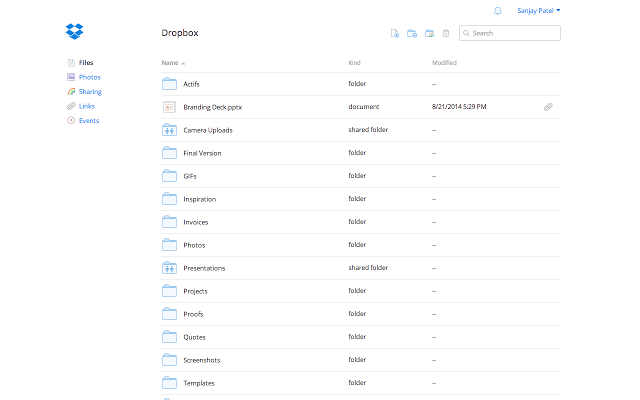 Sanjay Patel
Dropbox
Search
Files
Photos
Sharing
Links
Events
Name Kind Modified
Actifs folder --
Branding Deck.pptx document 8/21/2014 5:29 PM
Camera Uploads shared folder --
Final Version folder --
GIFs folder --
Inspiration folder --
Invoices folder --
Photos folder --
Presentations shared folder --
Projects folder --
Proofs folder --
Quotes folder --
Screenshots folder --
Templates folder --